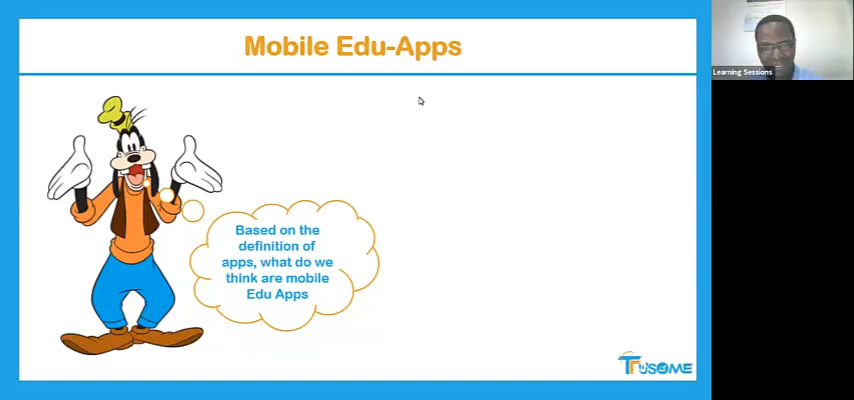 Mobile Edu-Apps
Learning Sessions
Based on the
definition of
apps, what do we
think are mobile
Edu Apps
TRUSOME